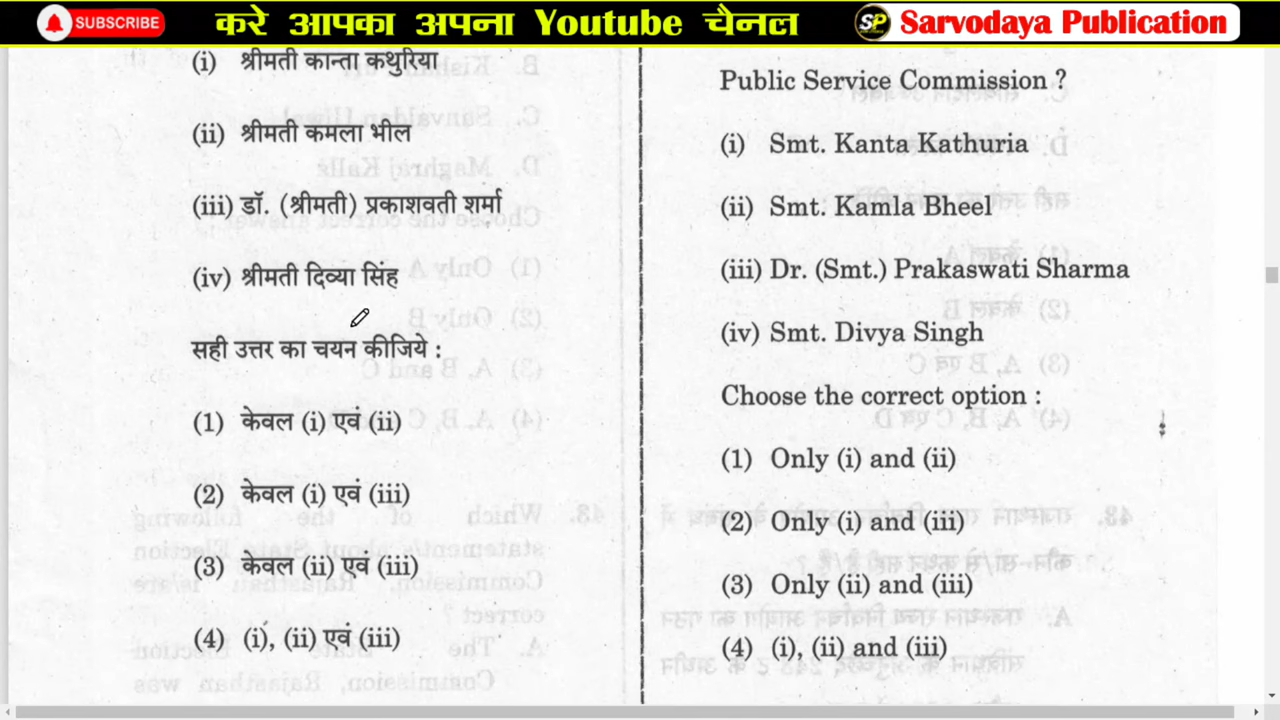 SUBSCRIBE
करे आपका अपना Youtube चैनल
SP
Sarvodaya Publication
(i) श्रीमती कान्ता कथुरिया
(ii) श्रीमती कमला भील
(iii) डॉ. (श्रीमती) प्रकाशवती शर्मा
(iv) श्रीमती दिव्या सिंह
सही उत्तर का चयन कीजिये :
(1) केवल (i) एवं (ii)
(2) केवल (i) एवं (iii)
(3) केवल (ii) एवं (iii)
(4) (i), (ii) एवं (iii)
Public Service Commission ?
(i) Smt. Kanta Kathuria
(ii) Smt. Kamla Bheel
(iii) Dr. (Smt.) Prakaswati Sharma
(iv) Smt. Divya Singh
Choose the correct option :
(1) Only (i) and (ii)
(2) Only (i) and (iii)
(3) Only (ii) and (iii)
(4) (i), (ii) and (iii)